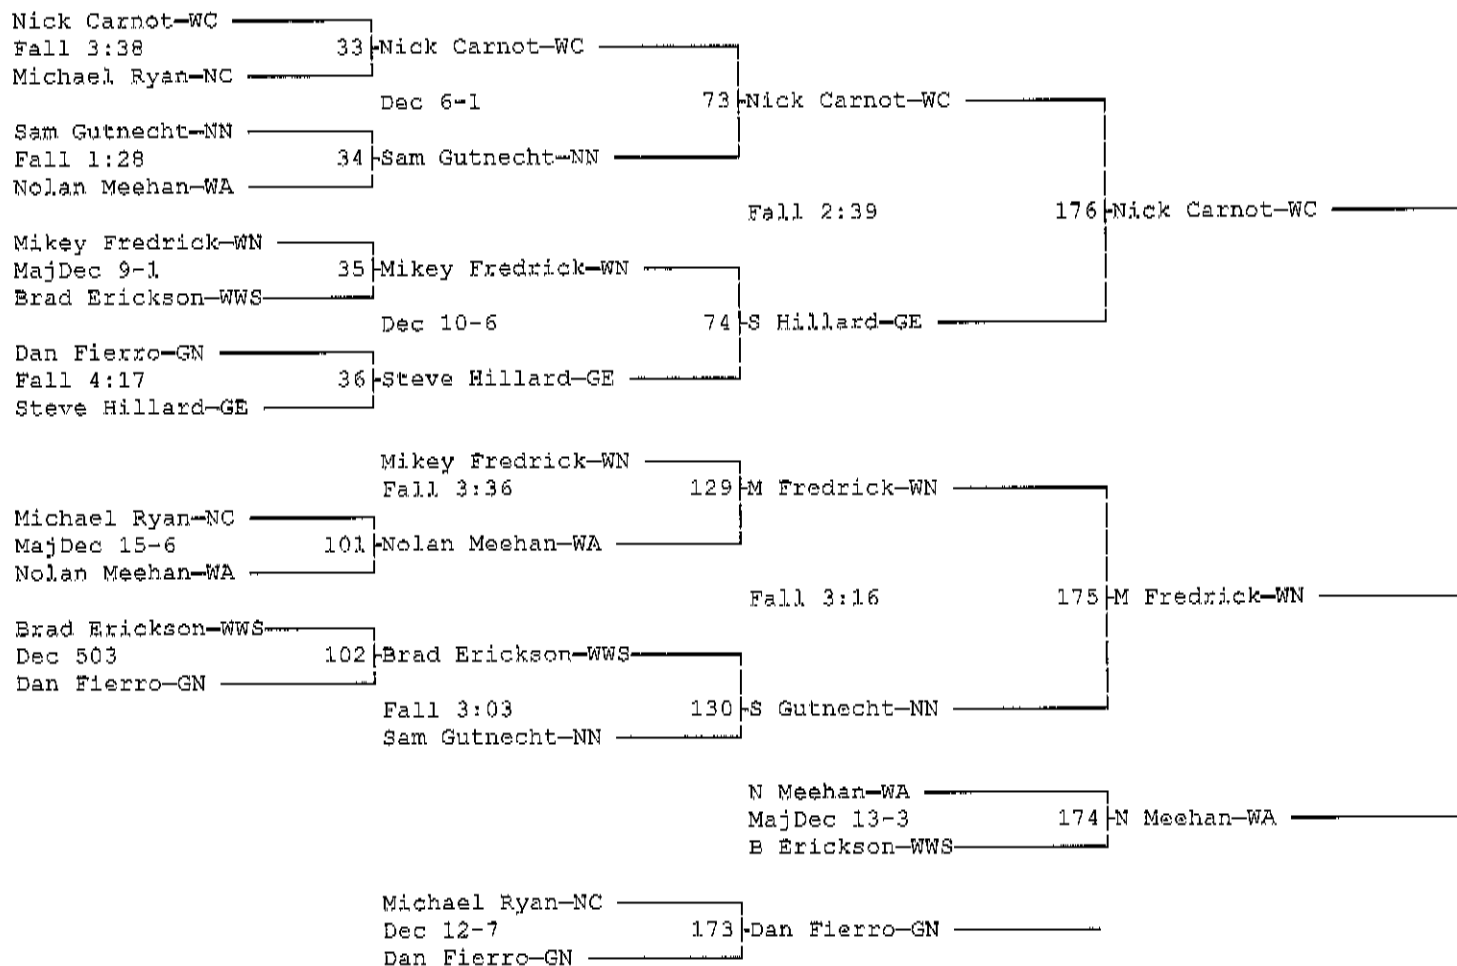 Nick Carnot-WC
Fall 3:38 33 Nick Carnot-WC
Michael Ryan-NC
Dec 6-1 73 Nick Carnot-WC
Sam Gutnecht-NN
Fall 1:28 34 Sam Gutnecht-NN
Nolan Meehan-WA
Fall 2:39 176 Nick Carnot-WC
Mikey Fredrick-WN
MajDec 9-1 35 Mikey Fredrick-WN
Brad Erickson-WWS
Dec 10-6 74 S Hillard-GE
Dan Fierro-GN
Fall 4:17 36 Steve Hillard-GE
Steve Hillard-GE
Mikey Fredrick-WN
Fall 3:36 129 M Fredrick-WN
Michael Ryan-NC
MajDec 15-6 101 Nolan Meehan-WA
Nolan Meehan-WA
Fall 3:16 175 M Fredrick-WN
Brad Erickson-WWS
Dec 503 102 Brad Erickson-WWS
Dan Fierro-GN
Fall 3:03 130 S Gutnecht-NN
Sam Gutnecht-NN
N Meehan-WA
MajDec 13-3 174 N Meehan-WA
B Erickson-WWS
Michael Ryan-NC
Dec 12-7 173 Dan Fierro-GN
Dan Fierro-GN